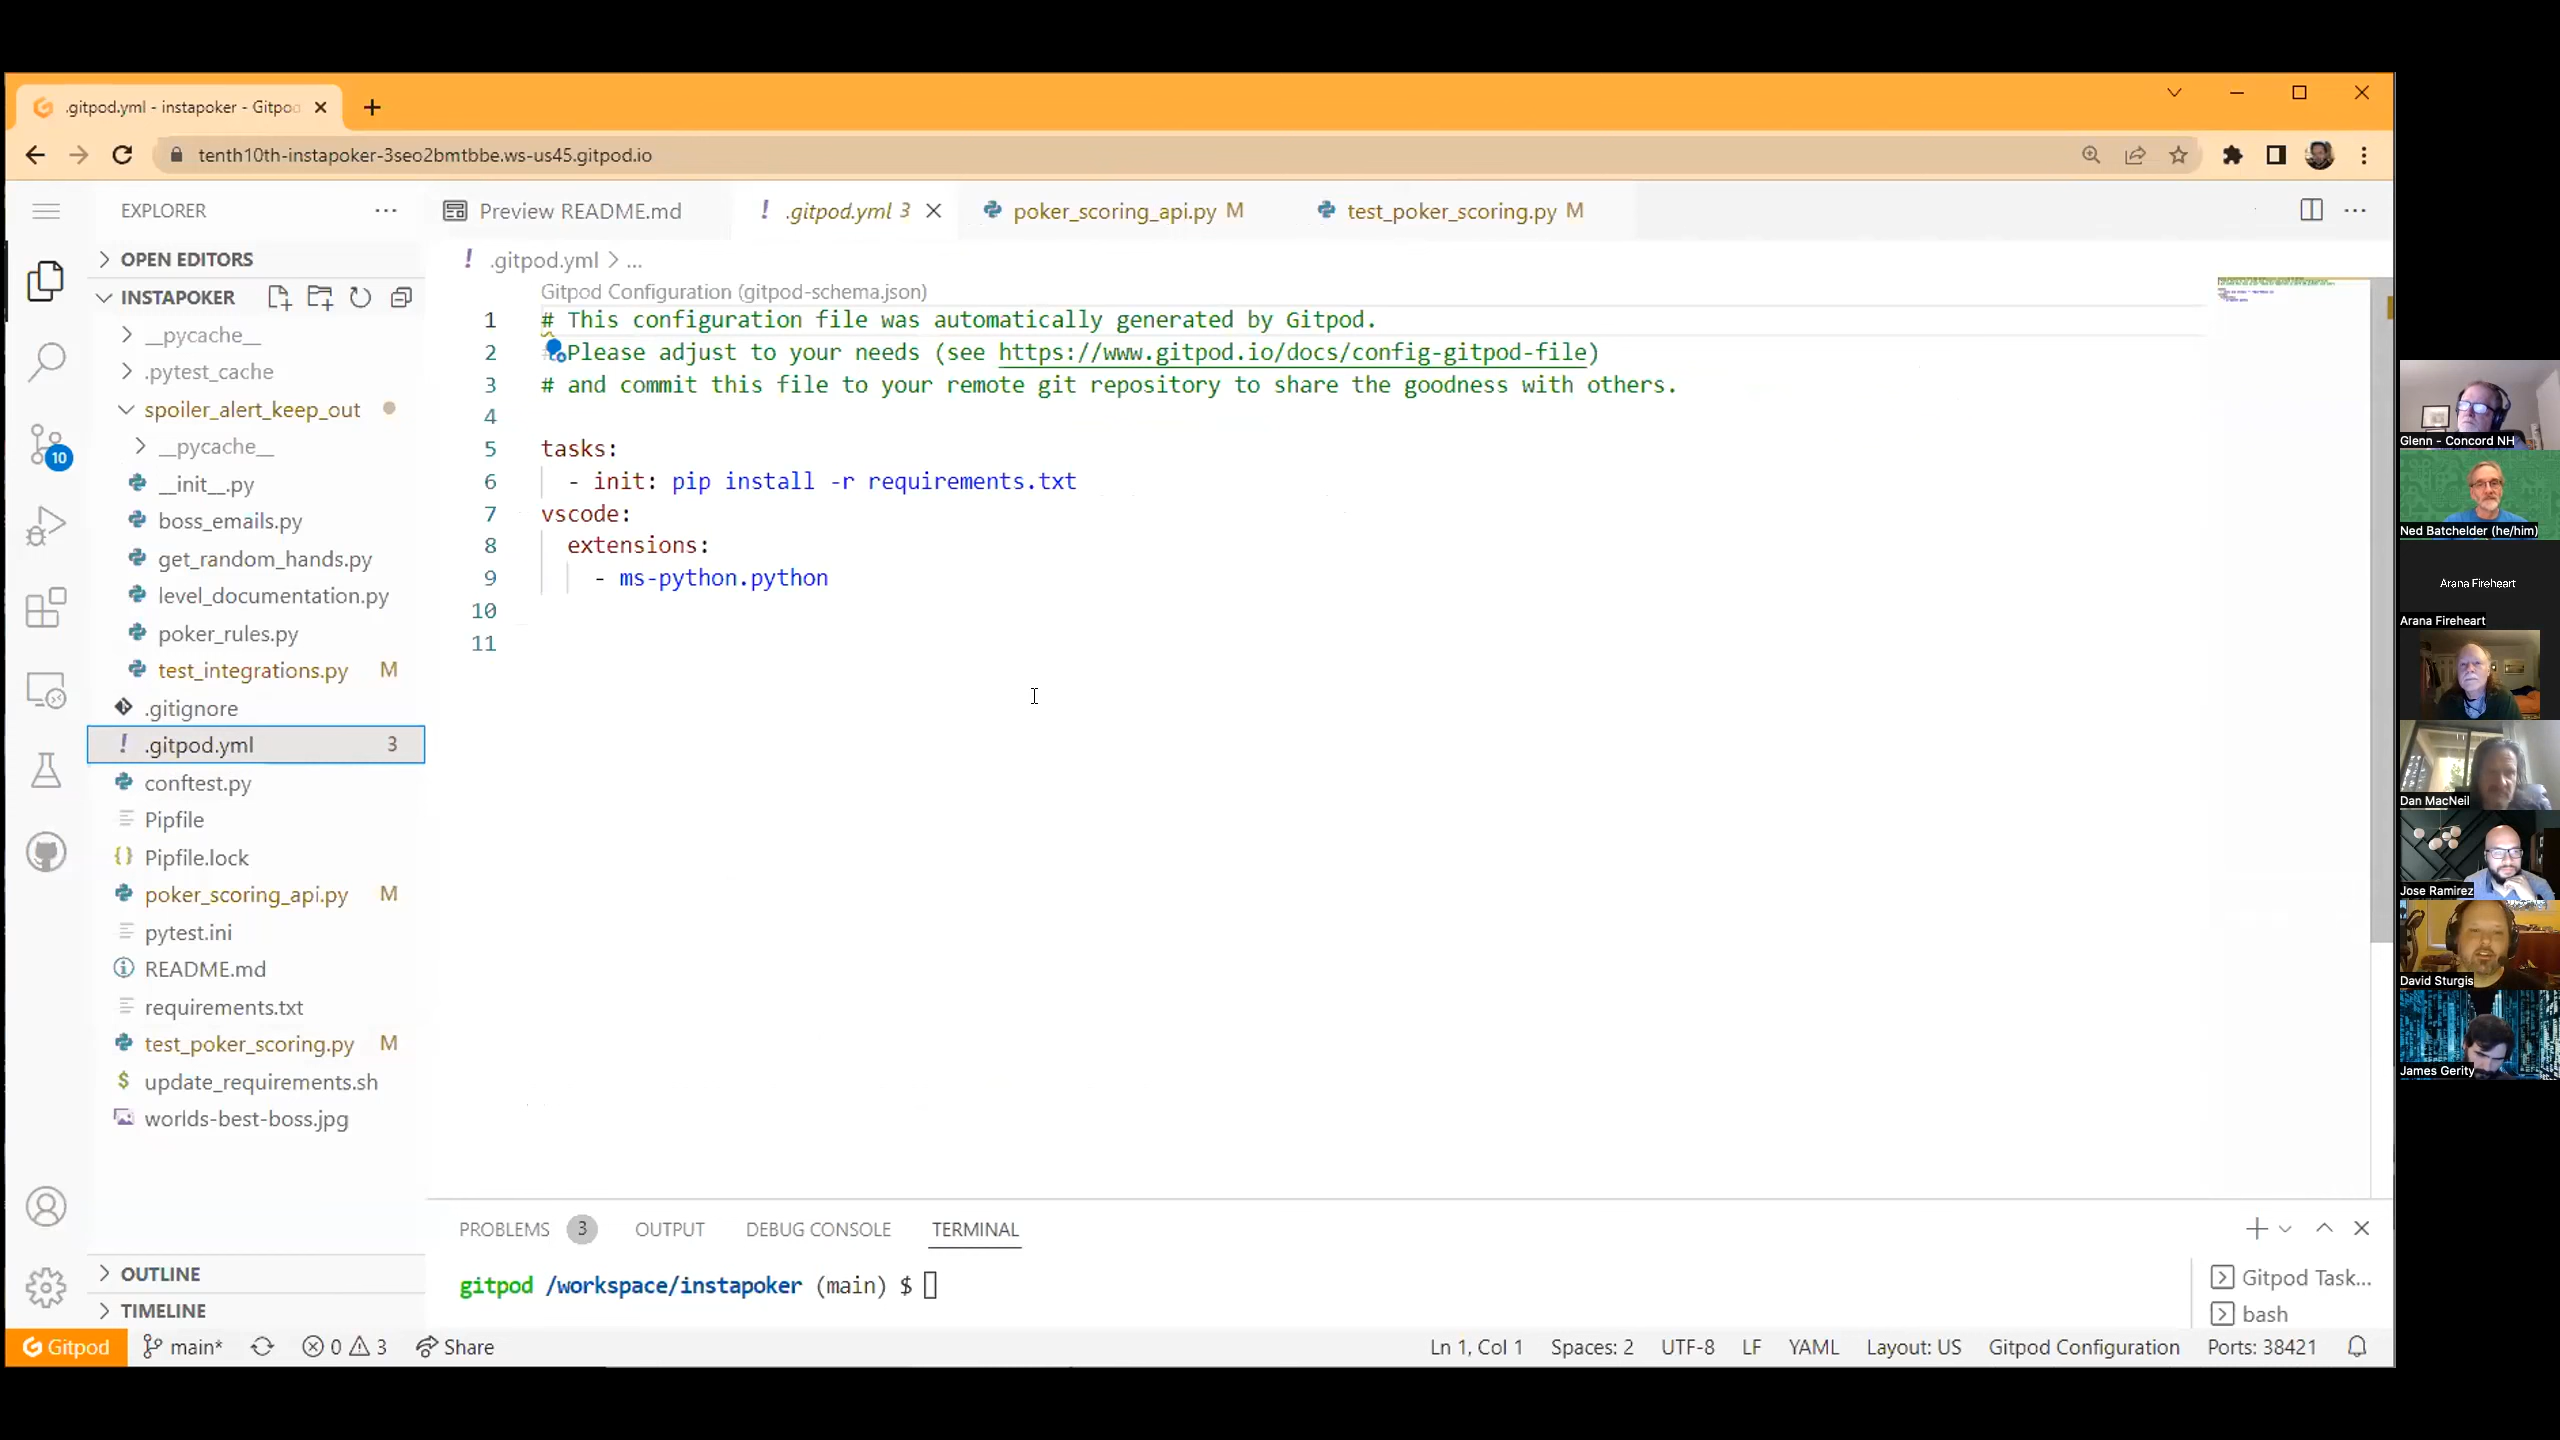 .gitpod.yml - instapoker - Gitpod
tenth10th-instapoker-3seo2bmtbbe.ws-us45.gitpod.io
EXPLORER
Preview README.md
! .gitpod.yml 3
poker_scoring_api.py M
test_poker_scoring.py M
OPEN EDITORS
! .gitpod.yml > ...
INSTAPOKER
__pycache__
.pytest_cache
spoiler_alert_keep_out
__pycache__
__init__.py
boss_emails.py
get_random_hands.py
level_documentation.py
poker_rules.py
test_integrations.py M
.gitignore
! .gitpod.yml 3
conftest.py
Pipfile
{} Pipfile.lock
poker_scoring_api.py M
pytest.ini
README.md
requirements.txt
test_poker_scoring.py M
$ update_requirements.sh
worlds-best-boss.jpg
OUTLINE
TIMELINE
10
Gitpod Configuration (gitpod-schema.json)
1 # This configuration file was automatically generated by Gitpod.
2 Please adjust to your needs (see https://www.gitpod.io/docs/config-gitpod-file)
3 # and commit this file to your remote git repository to share the goodness with others.
4
5 tasks:
6 - init: pip install -r requirements.txt
7 vscode:
8 extensions:
9 - ms-python.python
10
11
PROBLEMS 3 OUTPUT DEBUG CONSOLE TERMINAL
gitpod /workspace/instapoker (main) $
Gitpod Task...
bash
Gitpod main* 0 3 Share
Ln 1, Col 1 Spaces: 2 UTF-8 LF YAML Layout: US Gitpod Configuration Ports: 38421
Glenn - Concord NH
Ned Batchelder (he/him)
Arana Fireheart
Arana Fireheart
Dan MacNeil
Jose Ramirez
David Sturgis
James Gerity